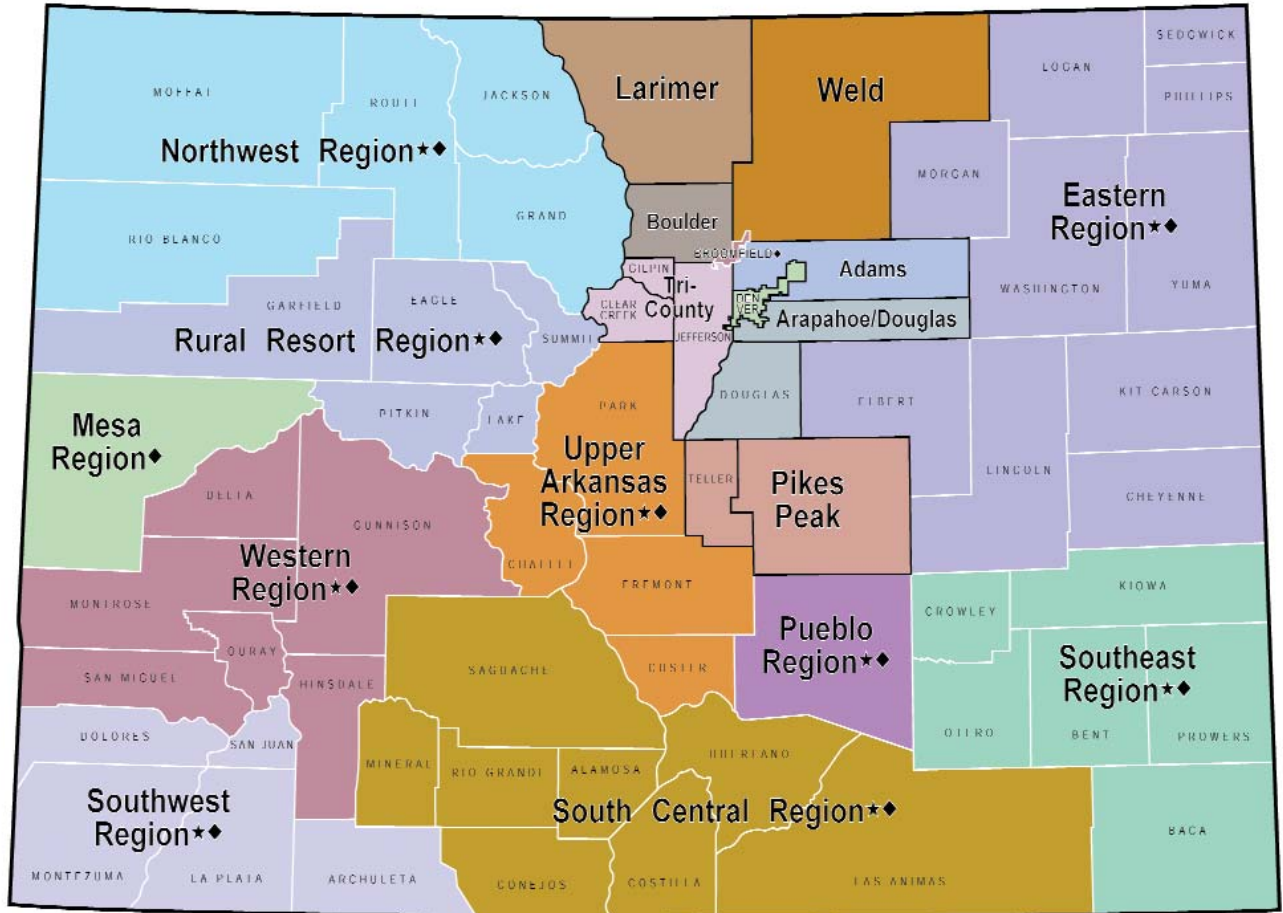 SEDGWICK
LOGAN
PHILLIPS
MOFFAT
ROUTT
JACKSON
Larimer
Weld
Northwest Region★◆
MORGAN
Eastern
Region★◆
GRAND
Boulder
RIO BLANCO
BROOMFIELD◆
GILPIN
Adams
Tri-
County
CLEAR
CREEK
JEFFERSON
DEN
VER
WASHINGTON
YUMA
GARFIELD
EAGLE
SUMMIT
Rural Resort Region★◆
Arapahoe/Douglas
PITKIN
LAKE
PARK
DOUGLAS
ELBERT
KIT CARSON
Mesa
Region◆
Upper
Arkansas
Region★◆
TELLER
Pikes
Peak
LINCOLN
CHEYENNE
DELTA
GUNNISON
Western
Region★◆
CHAFFEE
FREMONT
MONTROSE
OURAY
KIOWA
CROWLEY
Pueblo
Region★◆
Southeast
Region★◆
SAN MIGUEL
HINSDALE
SAGUACHE
CUSTER
DOLORES
SAN JUAN
OTERO
BENT
PROWERS
MINERAL
RIO GRANDE
ALAMOSA
HUERFANO
Southwest
Region★◆
South Central Region★◆
BACA
MONTEZUMA
LA PLATA
ARCHULETA
CONEJOS
COSTILLA
LAS ANIMAS